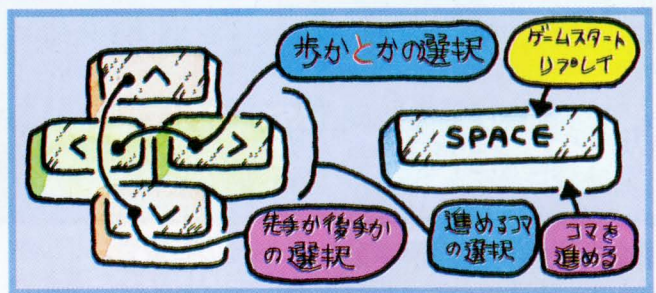 歩かとかの選択
ゲームスタート
リプレイ
∧
<
>
∨
SPACE
先手か後手か
の選択
進めるコマ
の選択
コマを
進める